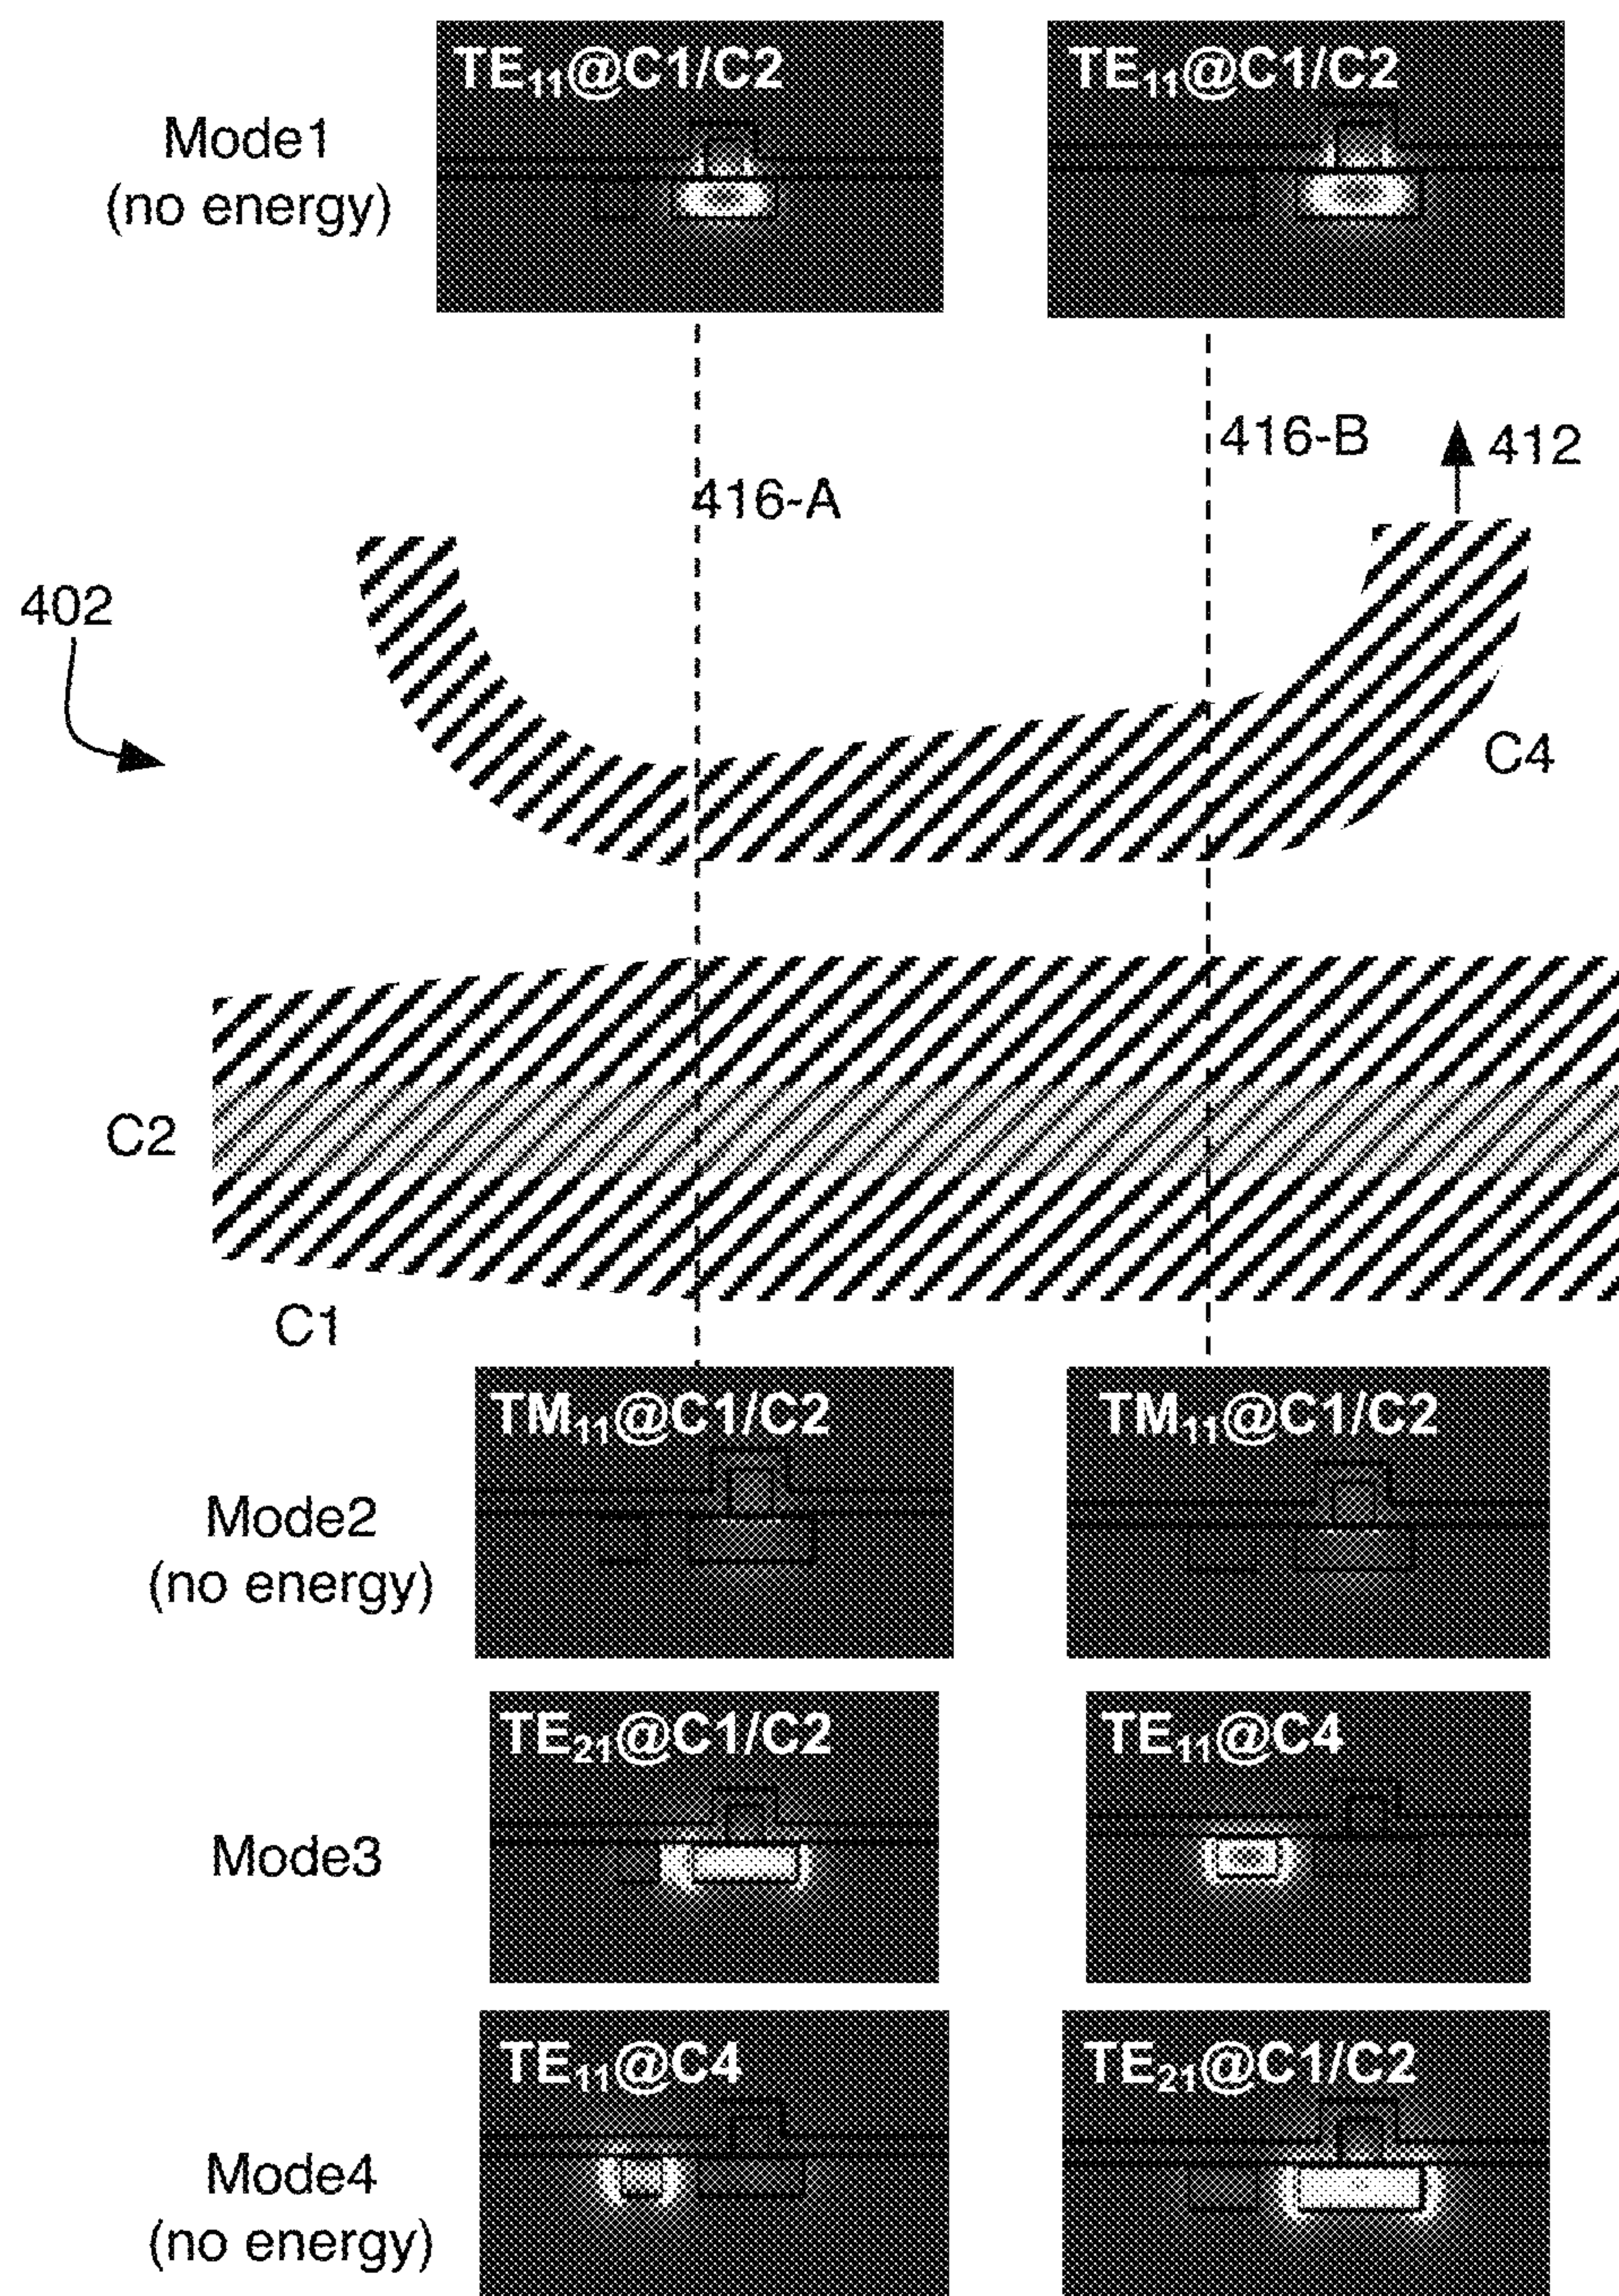 TE₁₁@C1/C2
TE₁₁@C1/C2
Mode1
(no energy)
416-B
412
416-A
402
C4
C2
C1
TM₁₁@C1/C2
TM₁₁@C1/C2
Mode2
(no energy)
TE₂₁@C1/C2
TE₁₁@C4
Mode3
TE₁₁@C4
TE₂₁@C1/C2
Mode4
(no energy)